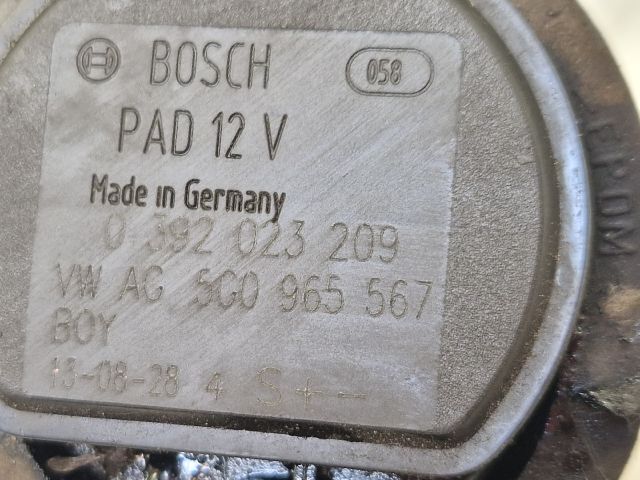 BOSCH 058
PAD 12 V
Made in Germany
0 392 023 209
VW AG 5G0 965 567
BOY
13-08-28 4 S + -
EPDM